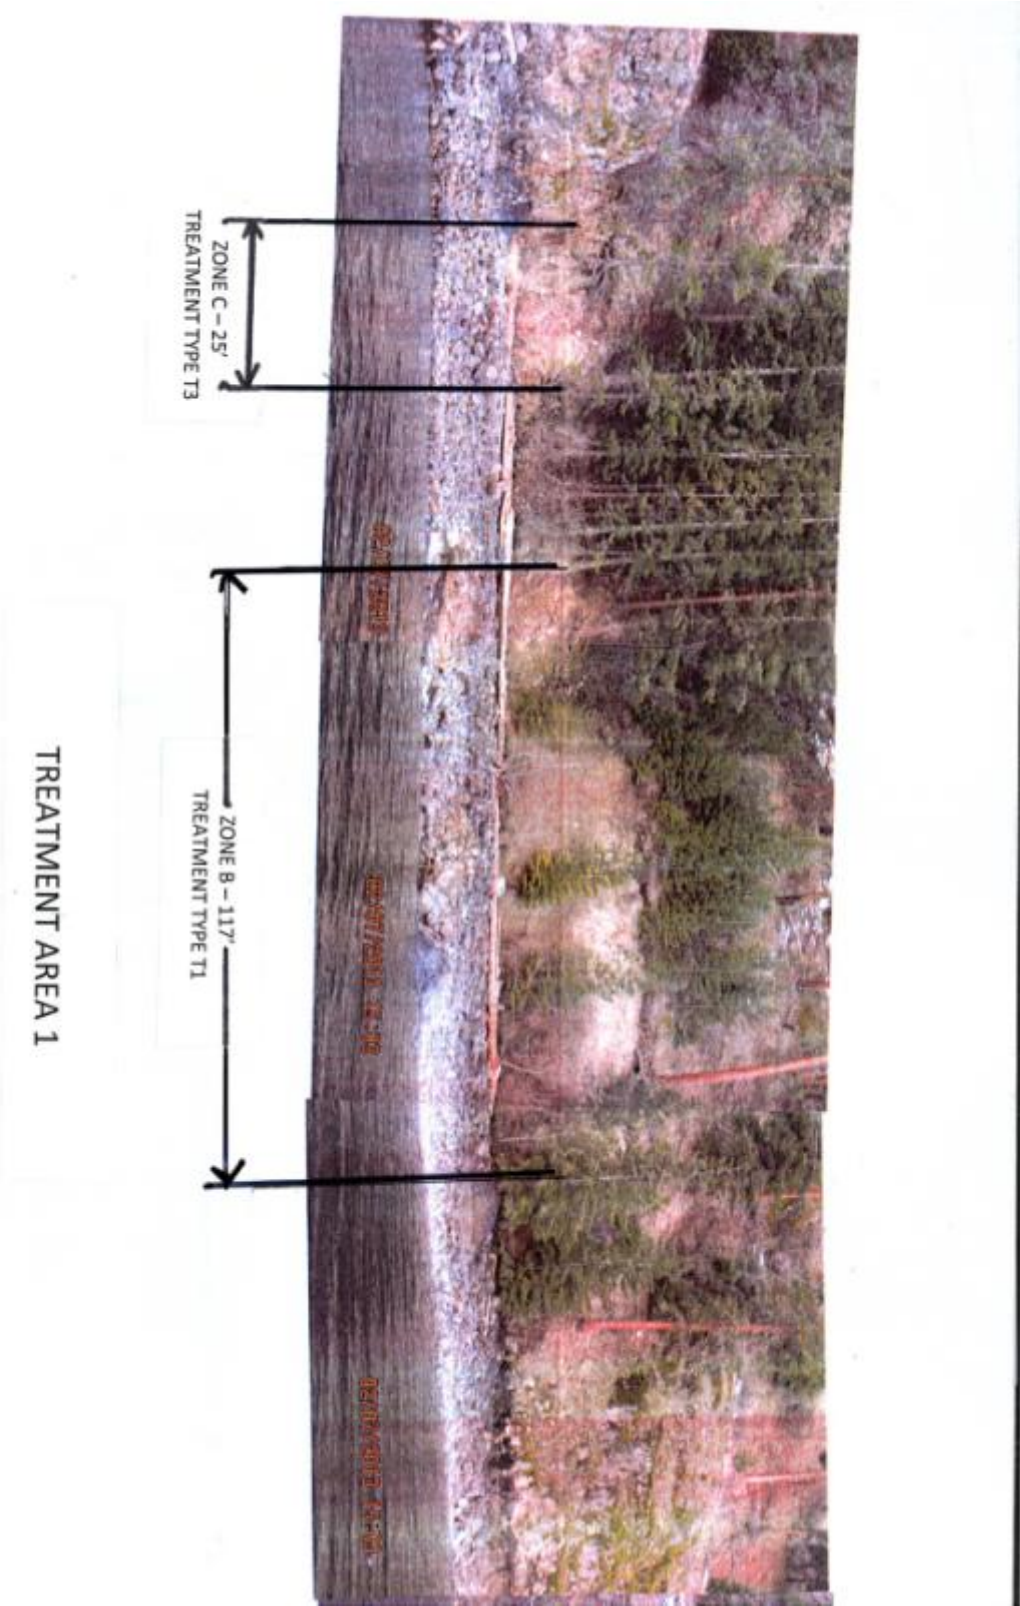 ZONE C – 25'
TREATMENT TYPE T3
ZONE B – 117'
TREATMENT TYPE T1
TREATMENT AREA 1